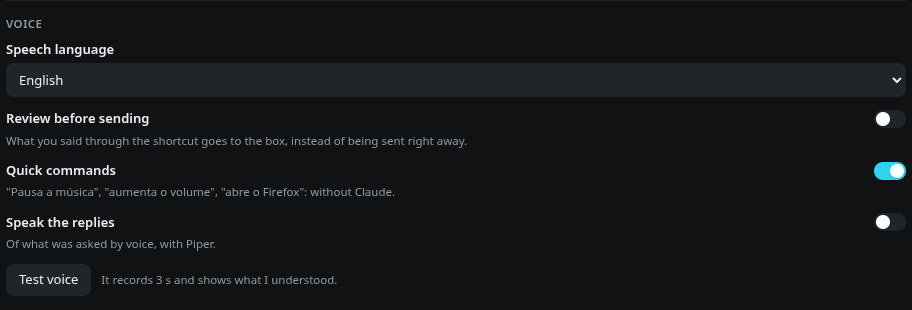 VOICE
Speech language
English
Review before sending
What you said through the shortcut goes to the box, instead of being sent right away.
Quick commands
"Pausa a música", "aumenta o volume", "abre o Firefox": without Claude.
Speak the replies
Of what was asked by voice, with Piper.
Test voice It records 3 s and shows what I understood.